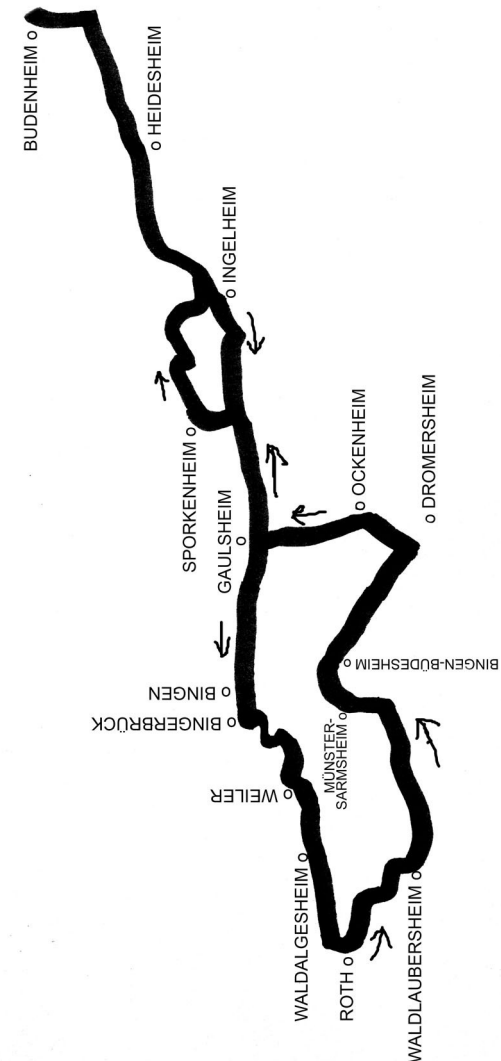 BUDENHEIM
HEIDESHEIM
INGELHEIM
SPORKENHEIM
GAULSHEIM
OCKENHEIM
DROMERSHEIM
BINGEN-BÜDESHEIM
BINGEN
BINGERBRÜCK
MÜNSTER-
SARMSHEIM
WEILER
WALDALGESHEIM
ROTH
WALDLAUBERSHEIM